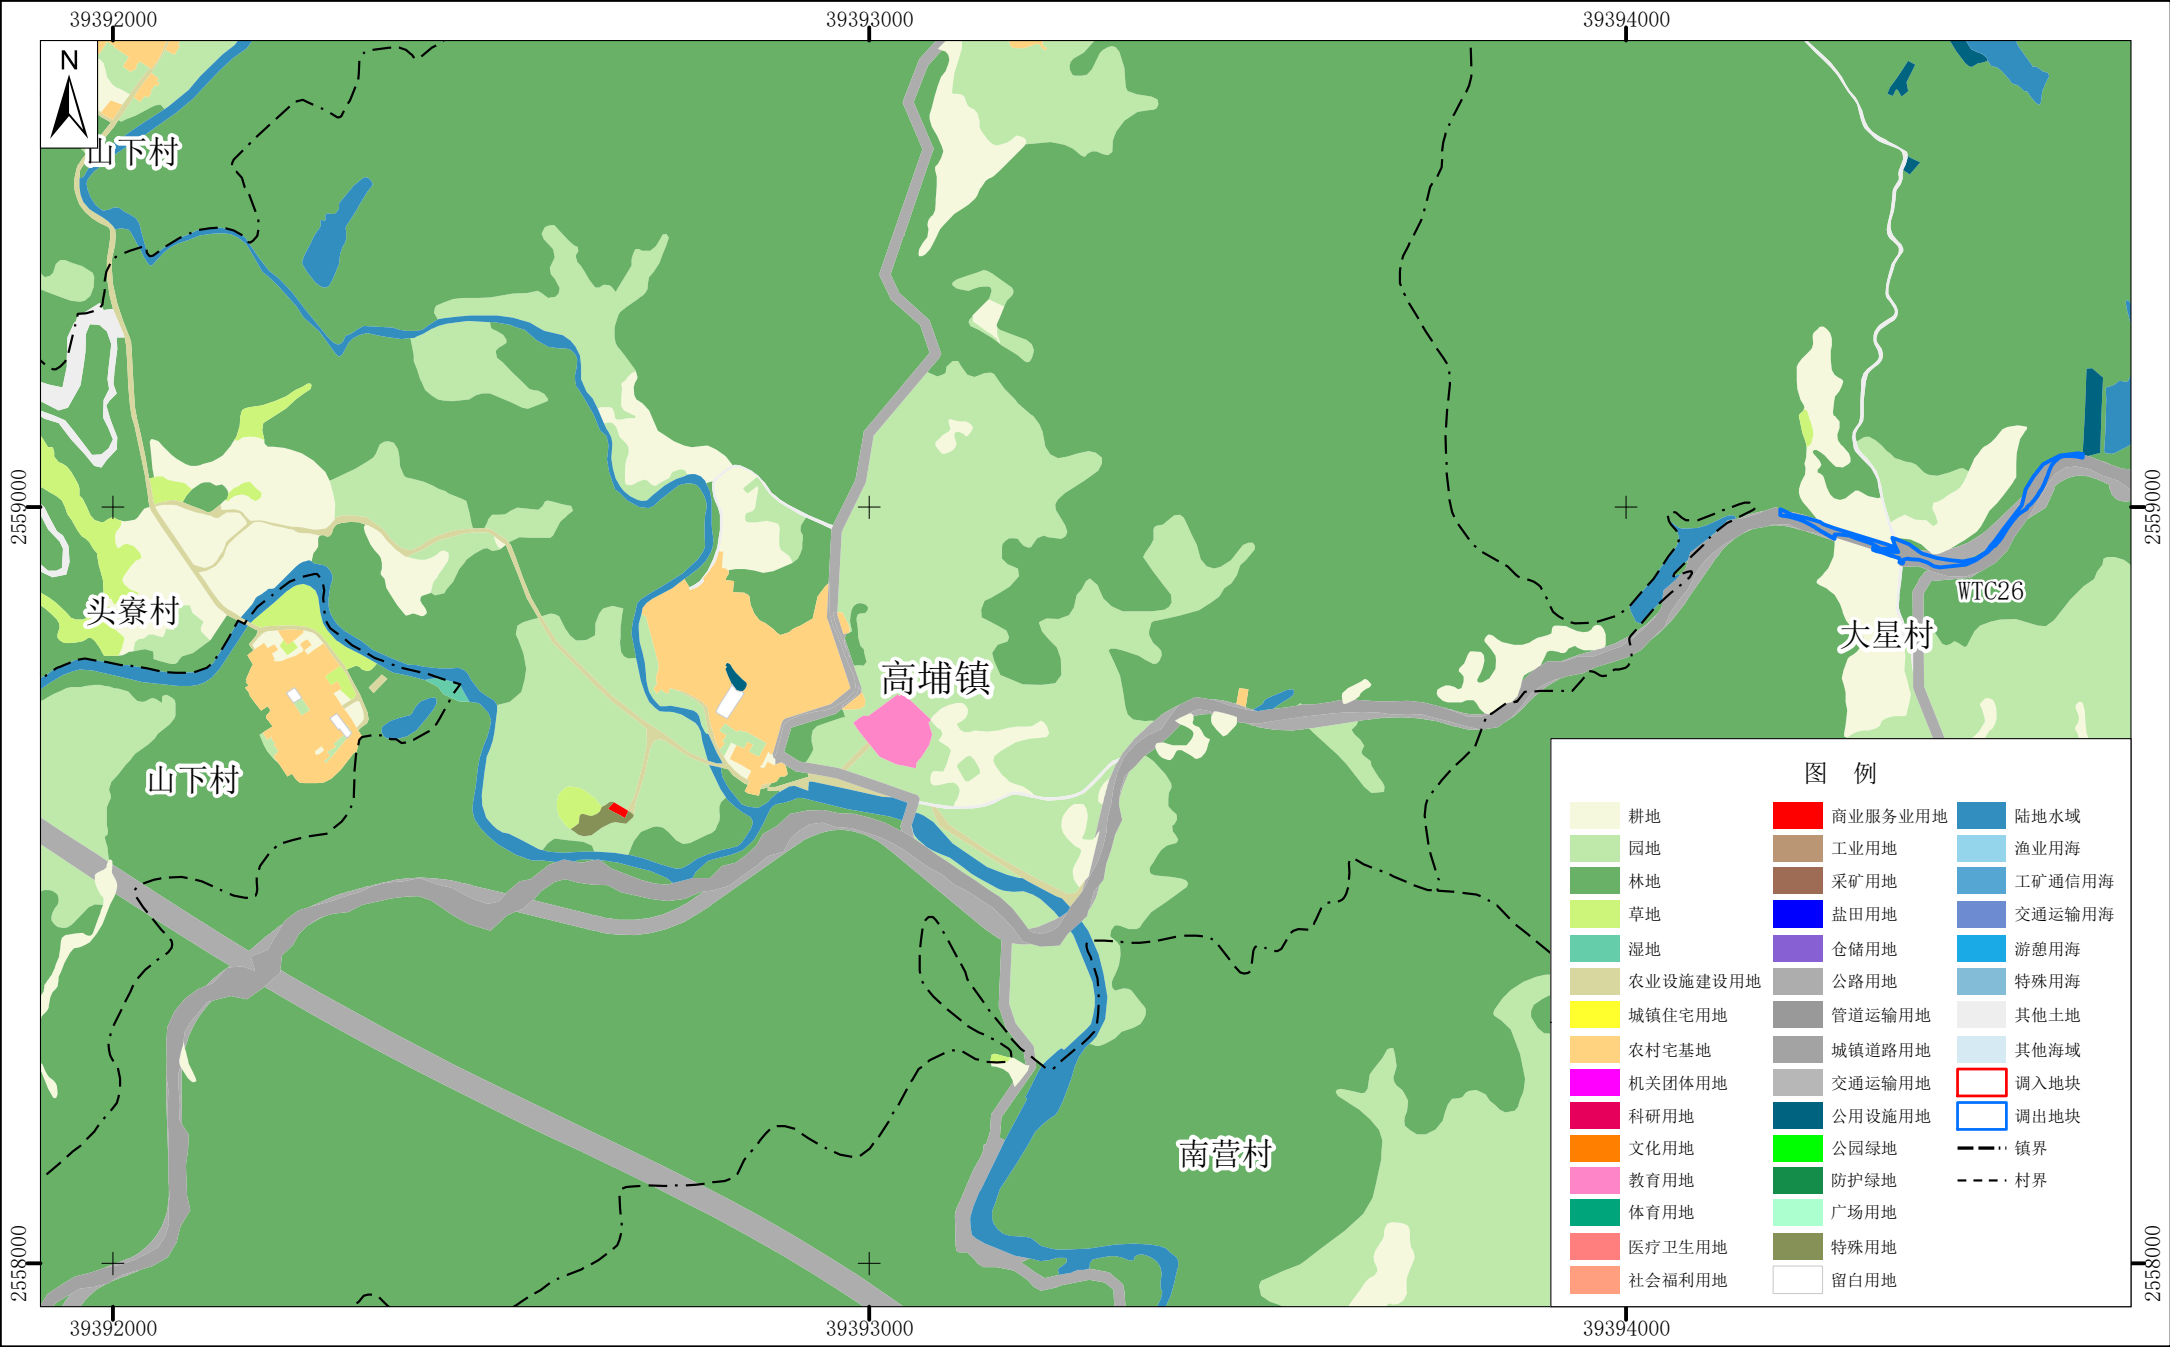 39392000
39393000
39394000
N
山下村
2559000
2559000
头寮村
WTC26
大星村
高埔镇
山下村
南营村
图 例
耕地
园地
林地
草地
湿地
农业设施建设用地
城镇住宅用地
农村宅基地
机关团体用地
科研用地
文化用地
教育用地
体育用地
医疗卫生用地
社会福利用地
商业服务业用地
工业用地
采矿用地
盐田用地
仓储用地
公路用地
管道运输用地
城镇道路用地
交通运输用地
公用设施用地
公园绿地
防护绿地
广场用地
特殊用地
留白用地
陆地水域
渔业用海
工矿通信用海
交通运输用海
游憩用海
特殊用海
其他土地
其他海域
调入地块
调出地块
镇界
村界
2558000
2558000
39392000
39393000
39394000